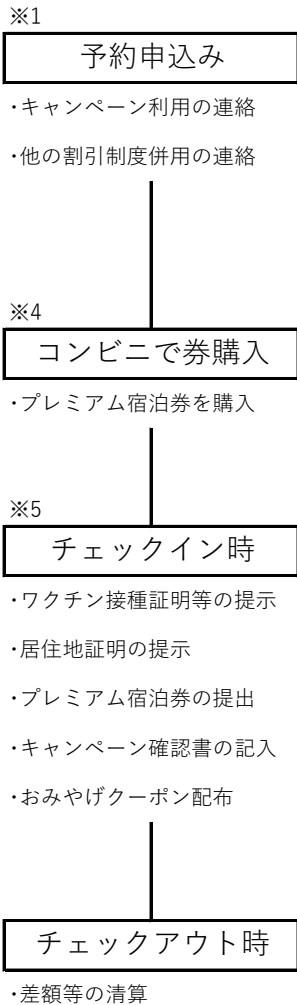 ※1
予約申込み
・キャンペーン利用の連絡
・他の割引制度併用の連絡
※4
コンビニで券購入
・プレミアム宿泊券を購入
※5
チェックイン時
・ワクチン接種証明等の提示
・居住地証明の提示
・プレミアム宿泊券の提出
・キャンペーン確認書の記入
・おみやげクーポン配布
チェックアウト時
・差額等の清算